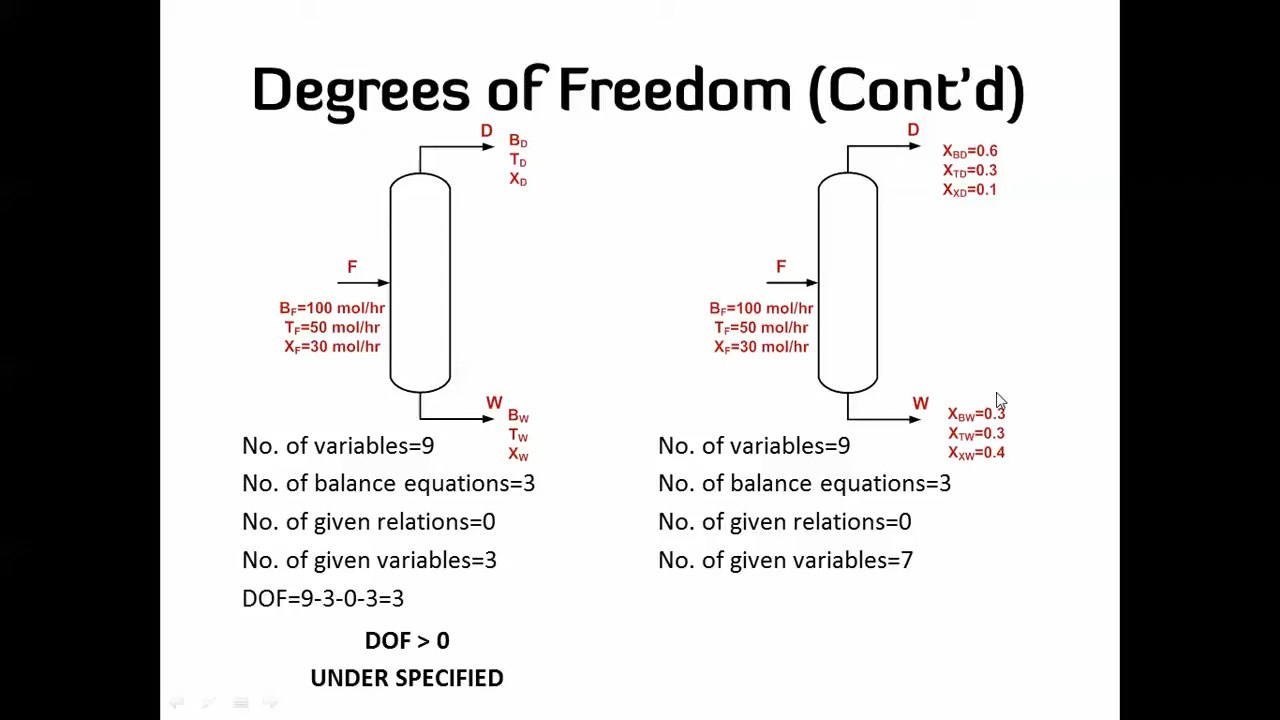 Degrees of Freedom (Cont'd)
D
B_D
T_D
X_D
F
B_F=100 mol/hr
T_F=50 mol/hr
X_F=30 mol/hr
W
B_W
T_W
X_W
No. of variables=9
No. of balance equations=3
No. of given relations=0
No. of given variables=3
DOF=9-3-0-3=3
DOF > 0
UNDER SPECIFIED
D
X_BD=0.6
X_TD=0.3
X_XD=0.1
F
B_F=100 mol/hr
T_F=50 mol/hr
X_F=30 mol/hr
W
X_BW=0.3
X_TW=0.3
X_XW=0.4
No. of variables=9
No. of balance equations=3
No. of given relations=0
No. of given variables=7